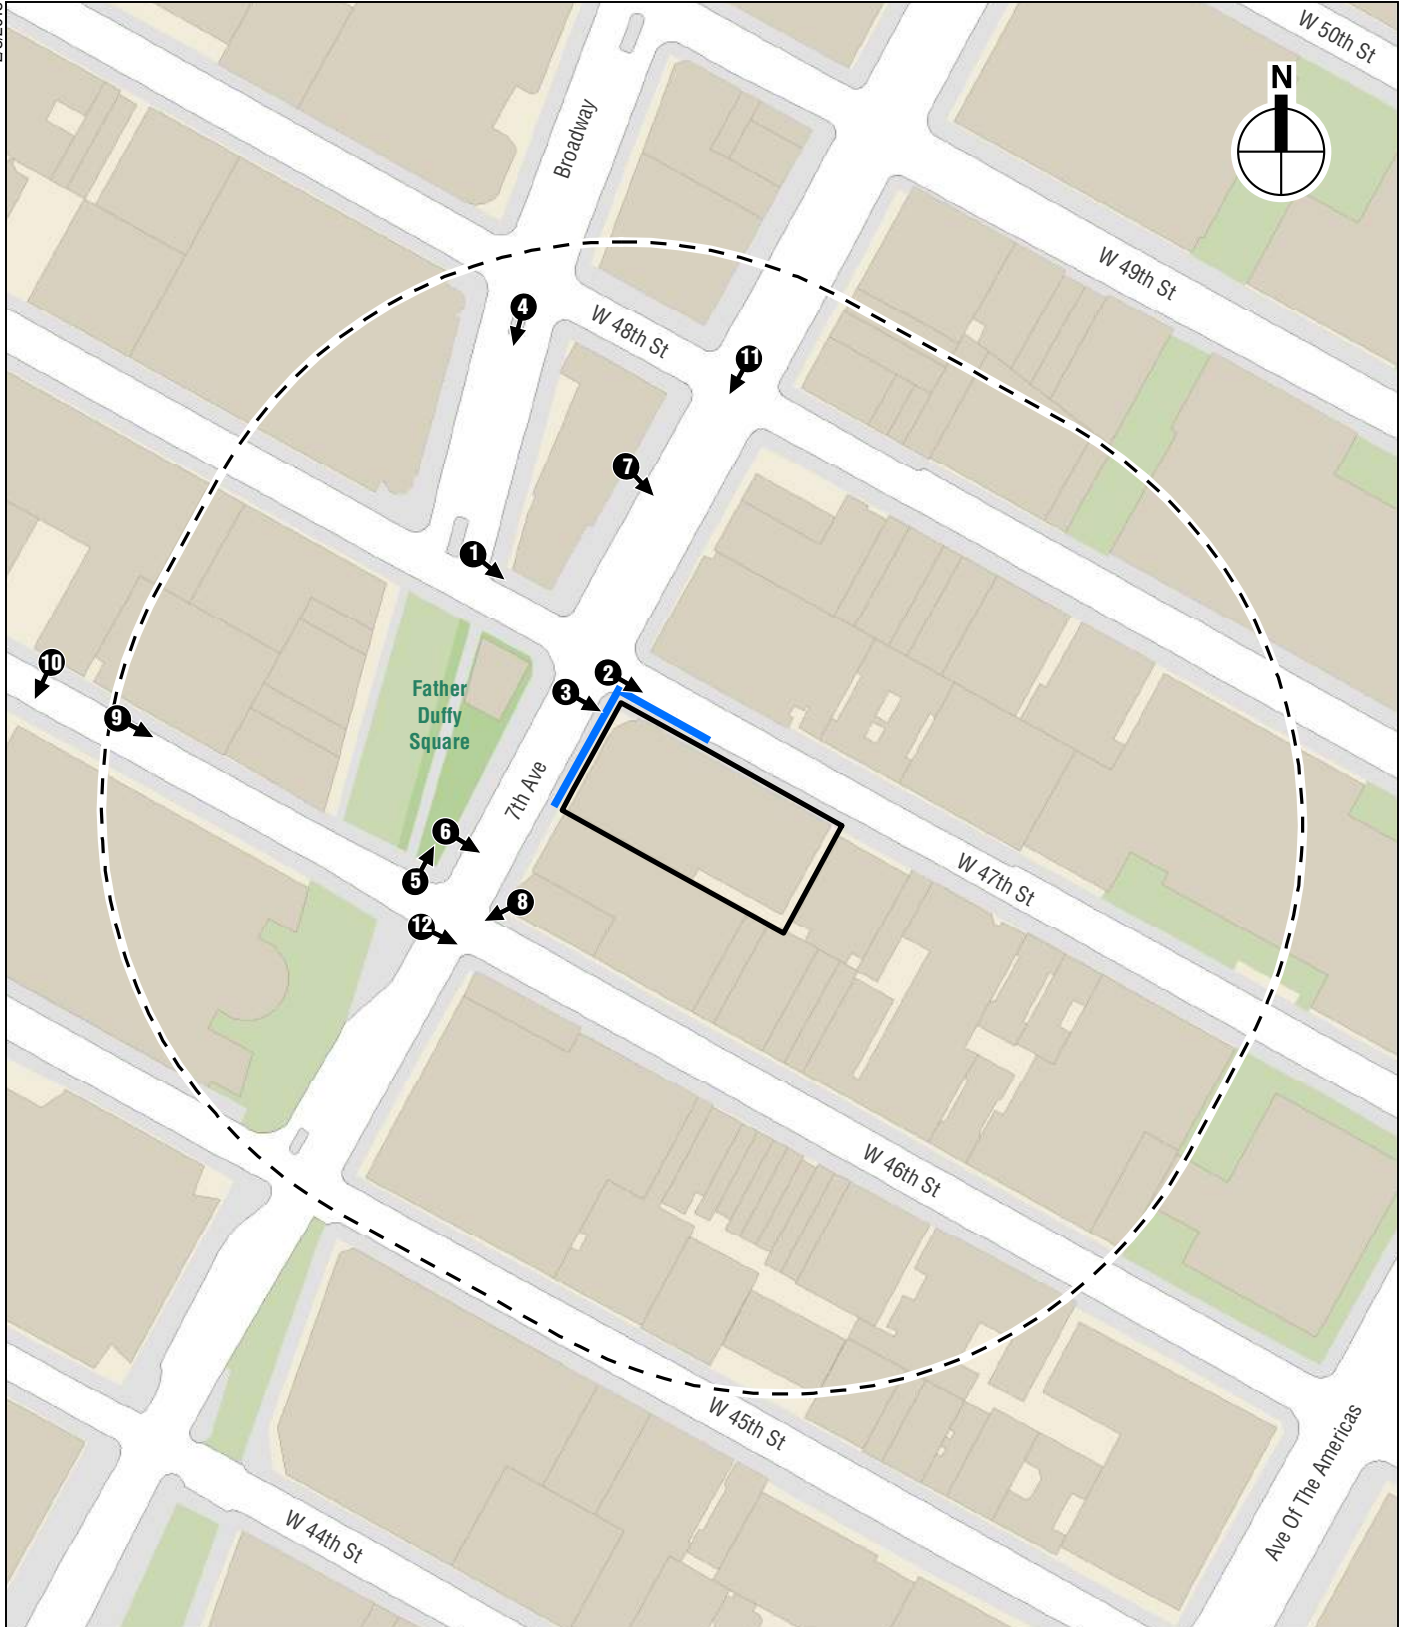 W 50th St
N
Broadway
W 49th St
4
W 48th St
11
7
1
10
2
3
Father
Duffy
Square
9
7th Ave
6
5
8
12
W 47th St
W 46th St
W 45th St
Ave Of The Americas
W 44th St